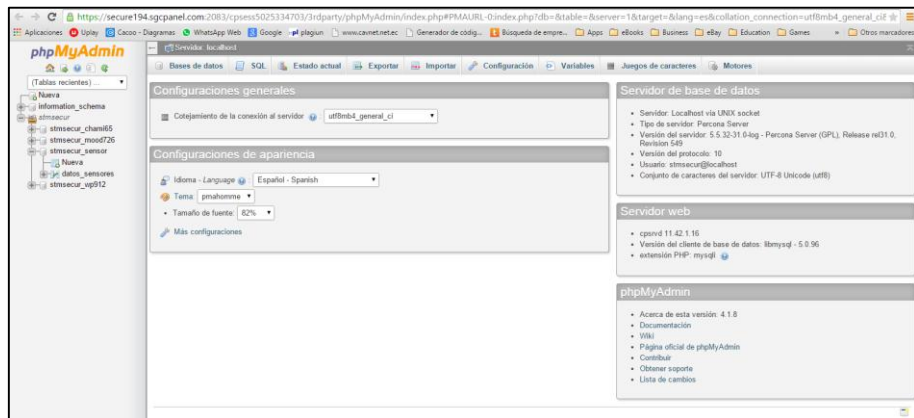 https://secure194.sgcpanel.com:2083/cpsess5025334703/3rdparty/phpMyAdmin/index.php#PMAURL-0:index.php?db=&table=&server=1&target=&lang=es&collation_connection=utf8mb4_general_ci
Aplicaciones Uplay Cacoo - Diagramas WhatsApp Web Google plagiun www.cavnet.net.ec Generador de códig... Búsqueda de empre... Apps eBooks Business eBay Education Games » Otros marcadores
phpMyAdmin
(Tablas recientes) ...
Nueva
information_schema
stmsecur
stmsecur_chami65
stmsecur_mood726
stmsecur_sensor
Nueva
datos_sensores
stmsecur_wp912
Servidor: localhost
Bases de datos SQL Estado actual Exportar Importar Configuración Variables Juegos de caracteres Motores
Configuraciones generales
Cotejamiento de la conexión al servidor : utf8mb4_general_ci
Configuraciones de apariencia
Idioma - Language : Español - Spanish
Tema: pmahomme
• Tamaño de fuente: 82%
Más configuraciones
Servidor de base de datos
• Servidor: Localhost via UNIX socket
• Tipo de servidor: Percona Server
• Versión del servidor: 5.5.32-31.0-log - Percona Server (GPL), Release rel31.0,
Revision 549
• Versión del protocolo: 10
• Usuario: stmsecur@localhost
• Conjunto de caracteres del servidor: UTF-8 Unicode (utf8)
Servidor web
• cpsrvd 11.42.1.16
• Versión del cliente de base de datos: libmysql - 5.0.96
• extensión PHP: mysqli
phpMyAdmin
• Acerca de esta versión: 4.1.8
• Documentación
• Wiki
• Página oficial de phpMyAdmin
• Contribuir
• Obtener soporte
• Lista de cambios